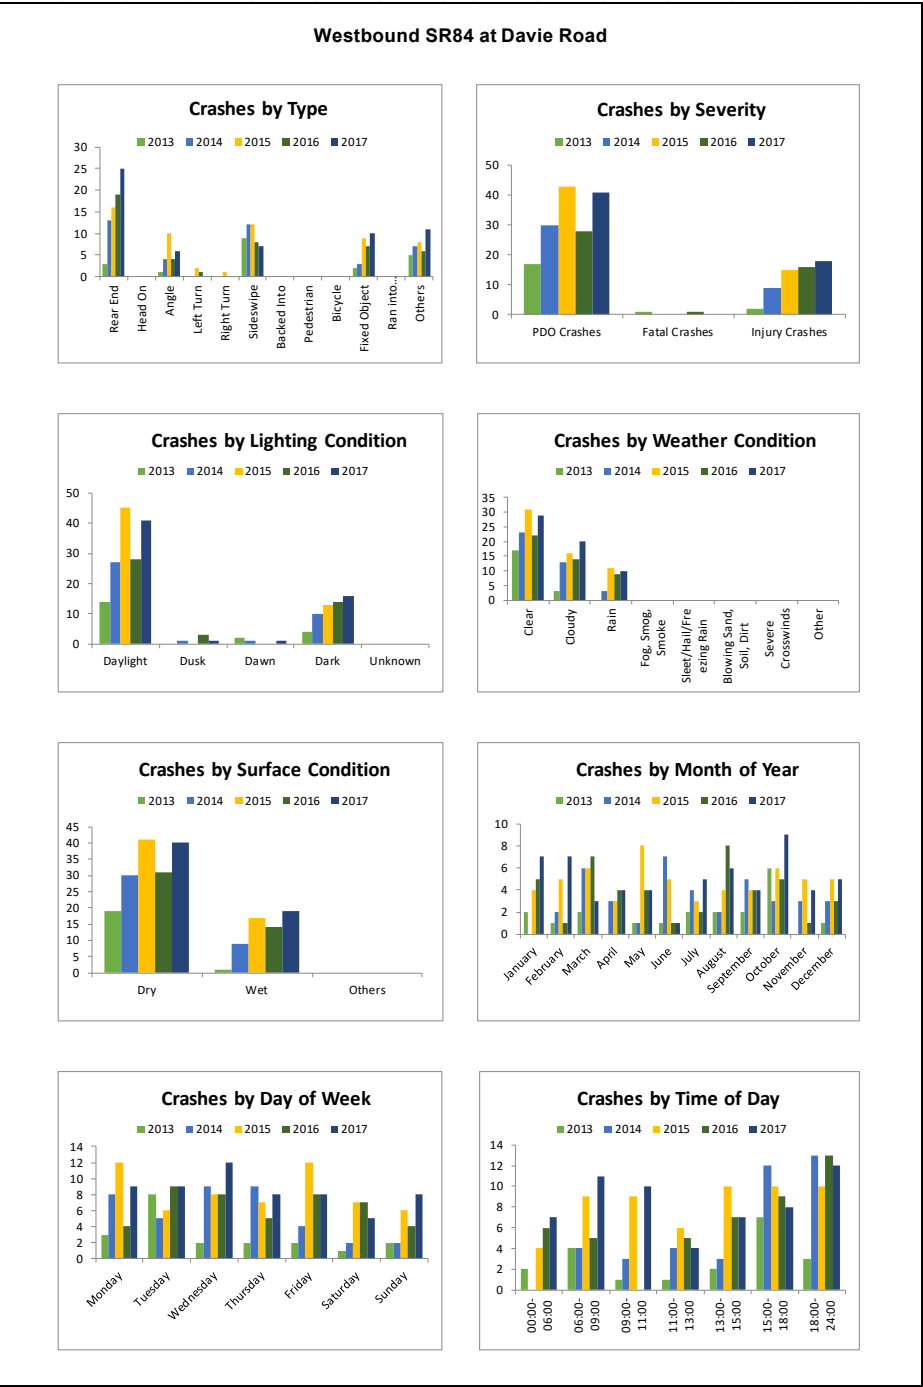 Westbound SR84 at Davie Road
Crashes by Type
2013 2014 2015 2016 2017
30
25
20
15
10
5
0
Rear End
Head On
Angle
Left Turn
Right Turn
Sideswipe
Backed Into
Pedestrian
Bicycle
Fixed Object
Ran into...
Others
Crashes by Severity
2013 2014 2015 2016 2017
50
40
30
20
10
0
PDO Crashes Fatal Crashes Injury Crashes
Crashes by Lighting Condition
2013 2014 2015 2016 2017
50
40
30
20
10
0
Daylight Dusk Dawn Dark Unknown
Crashes by Weather Condition
2013 2014 2015 2016 2017
35
30
25
20
15
10
5
0
Clear
Cloudy
Rain
Fog, Smog,
Smoke
Sleet/Hail/Fre
ezing Rain
Blowing Sand,
Soil, Dirt
Severe
Crosswinds
Other
Crashes by Surface Condition
2013 2014 2015 2016 2017
45
40
35
30
25
20
15
10
5
0
Dry Wet Others
Crashes by Month of Year
2013 2014 2015 2016 2017
10
8
6
4
2
0
January
February
March
April
May
June
July
August
September
October
November
December
Crashes by Day of Week
2013 2014 2015 2016 2017
14
12
10
8
6
4
2
0
Monday
Tuesday
Wednesday
Thursday
Friday
Saturday
Sunday
Crashes by Time of Day
2013 2014 2015 2016 2017
14
12
10
8
6
4
2
0
00:00-
06:00
06:00-
09:00
09:00-
11:00
11:00-
13:00
13:00-
15:00
15:00-
18:00
18:00-
24:00